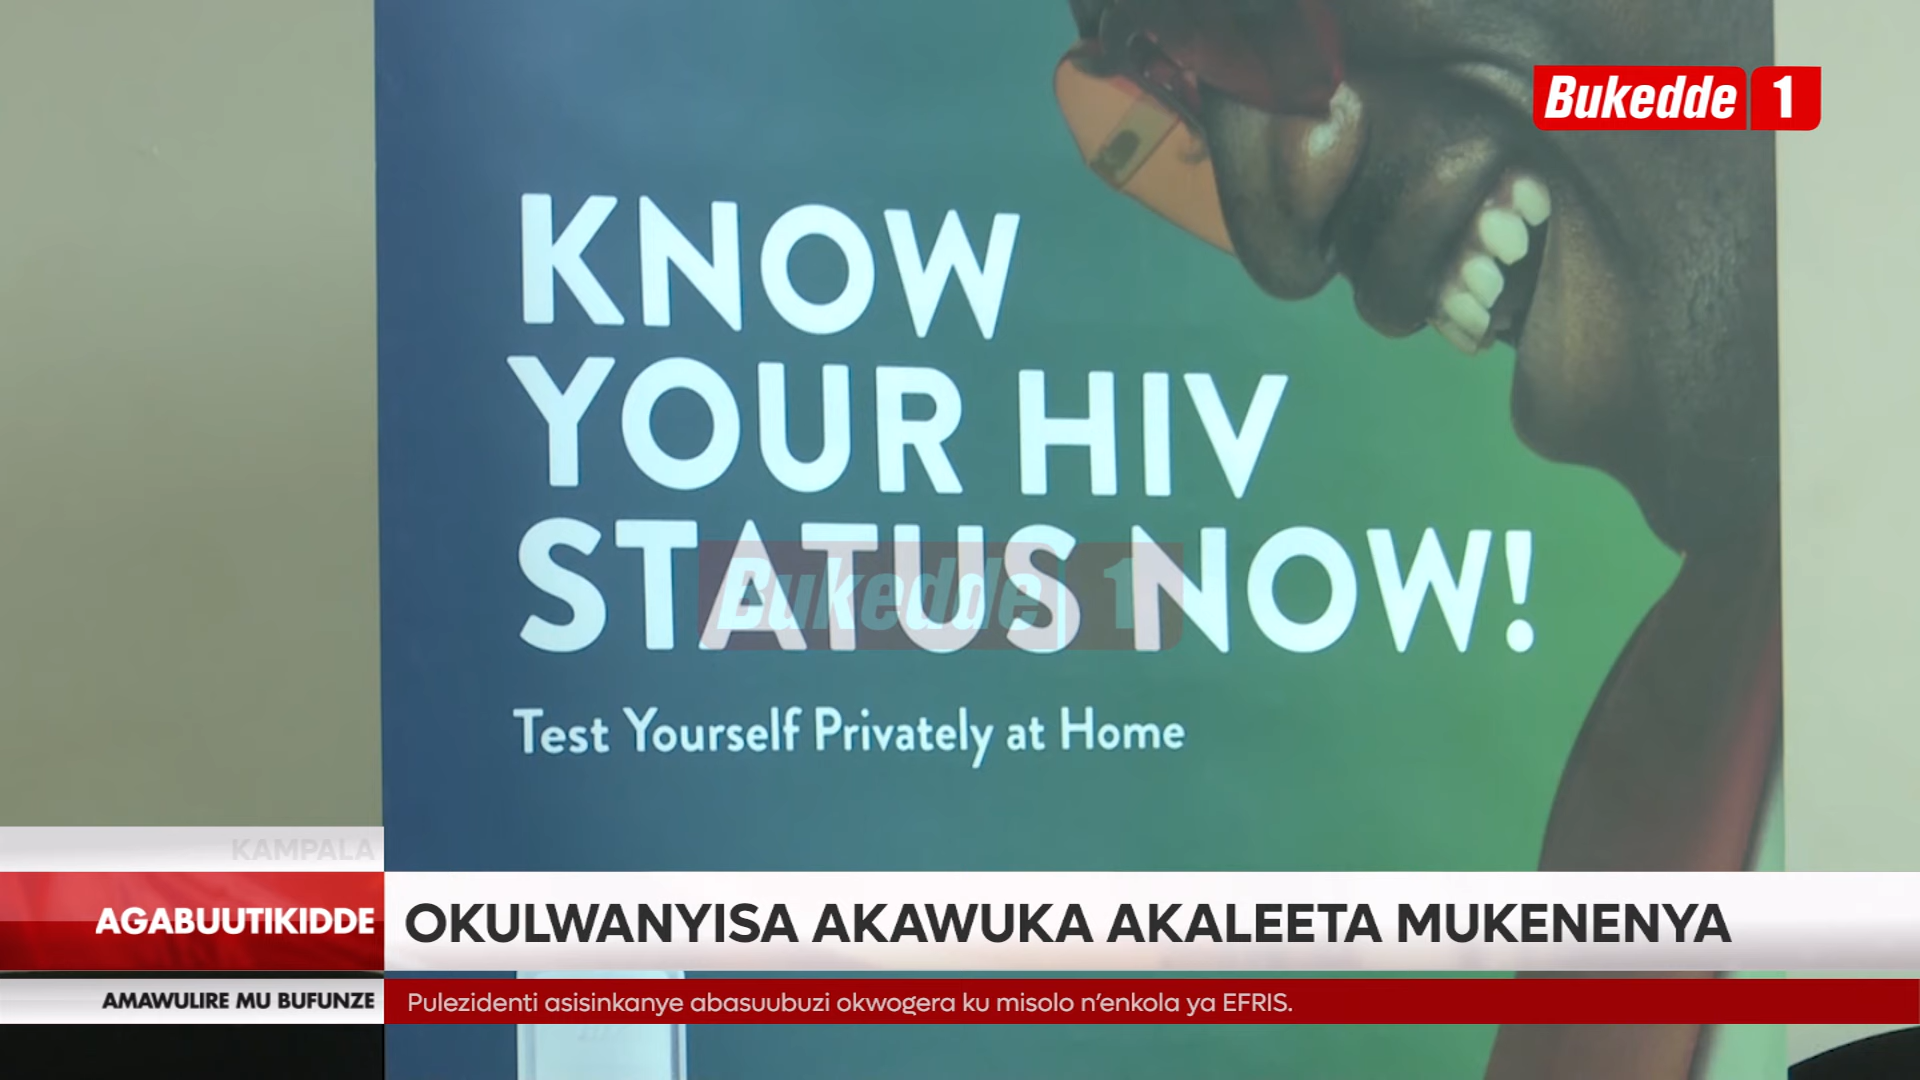 Bukedde 1
KNOW
YOUR HIV
STATUS NOW!
Bukedde 1
Test Yourself Privately at Home
KAMPALA
AGABUUTIKIDDE
OKULWANYISA AKAWUKA AKALEETA MUKENENYA
AMAWULIRE MU BUFUNZE
Pulezidenti asisinkanye abasuubuzi okwogera ku misolo n’enkola ya EFRIS.